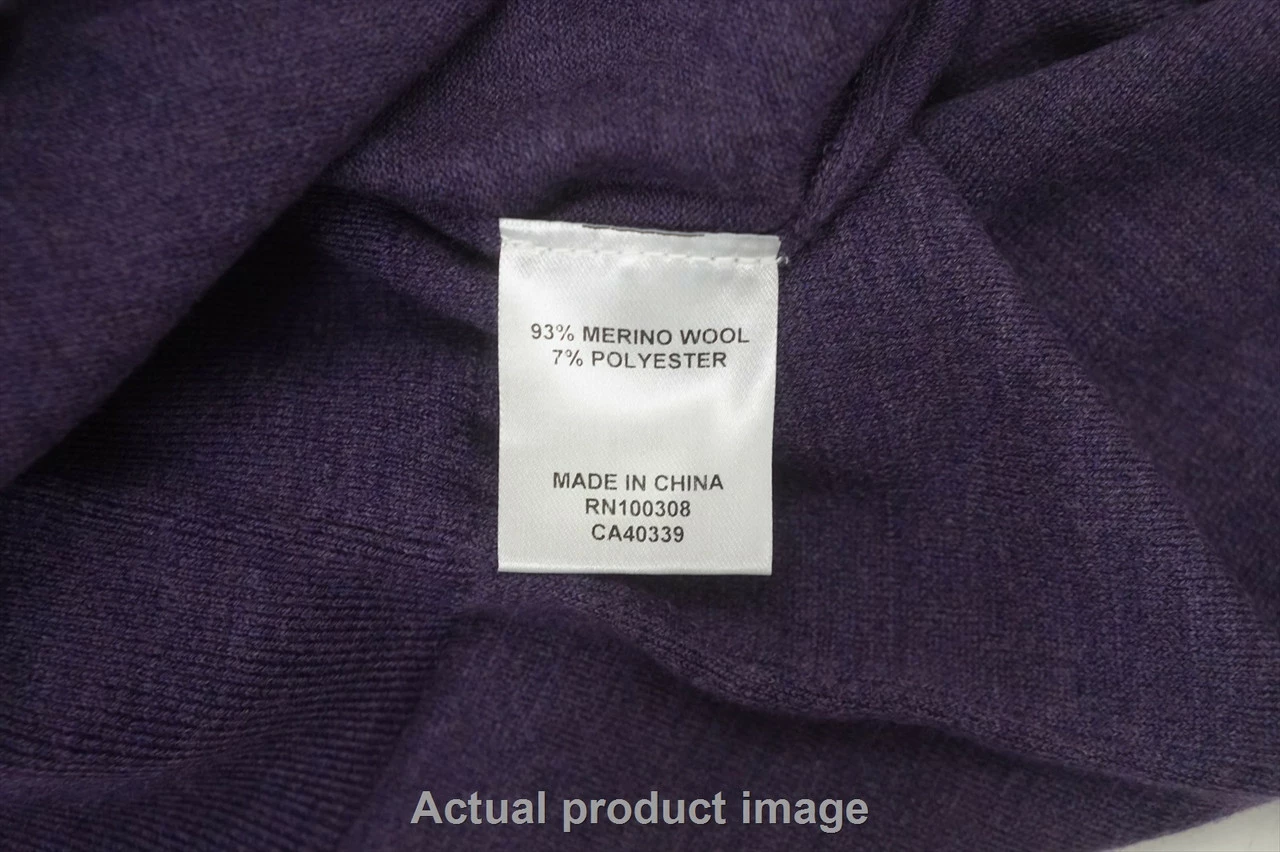 93% MERINO WOOL
7% POLYESTER
MADE IN CHINA
RN100308
CA40339
Actual product image